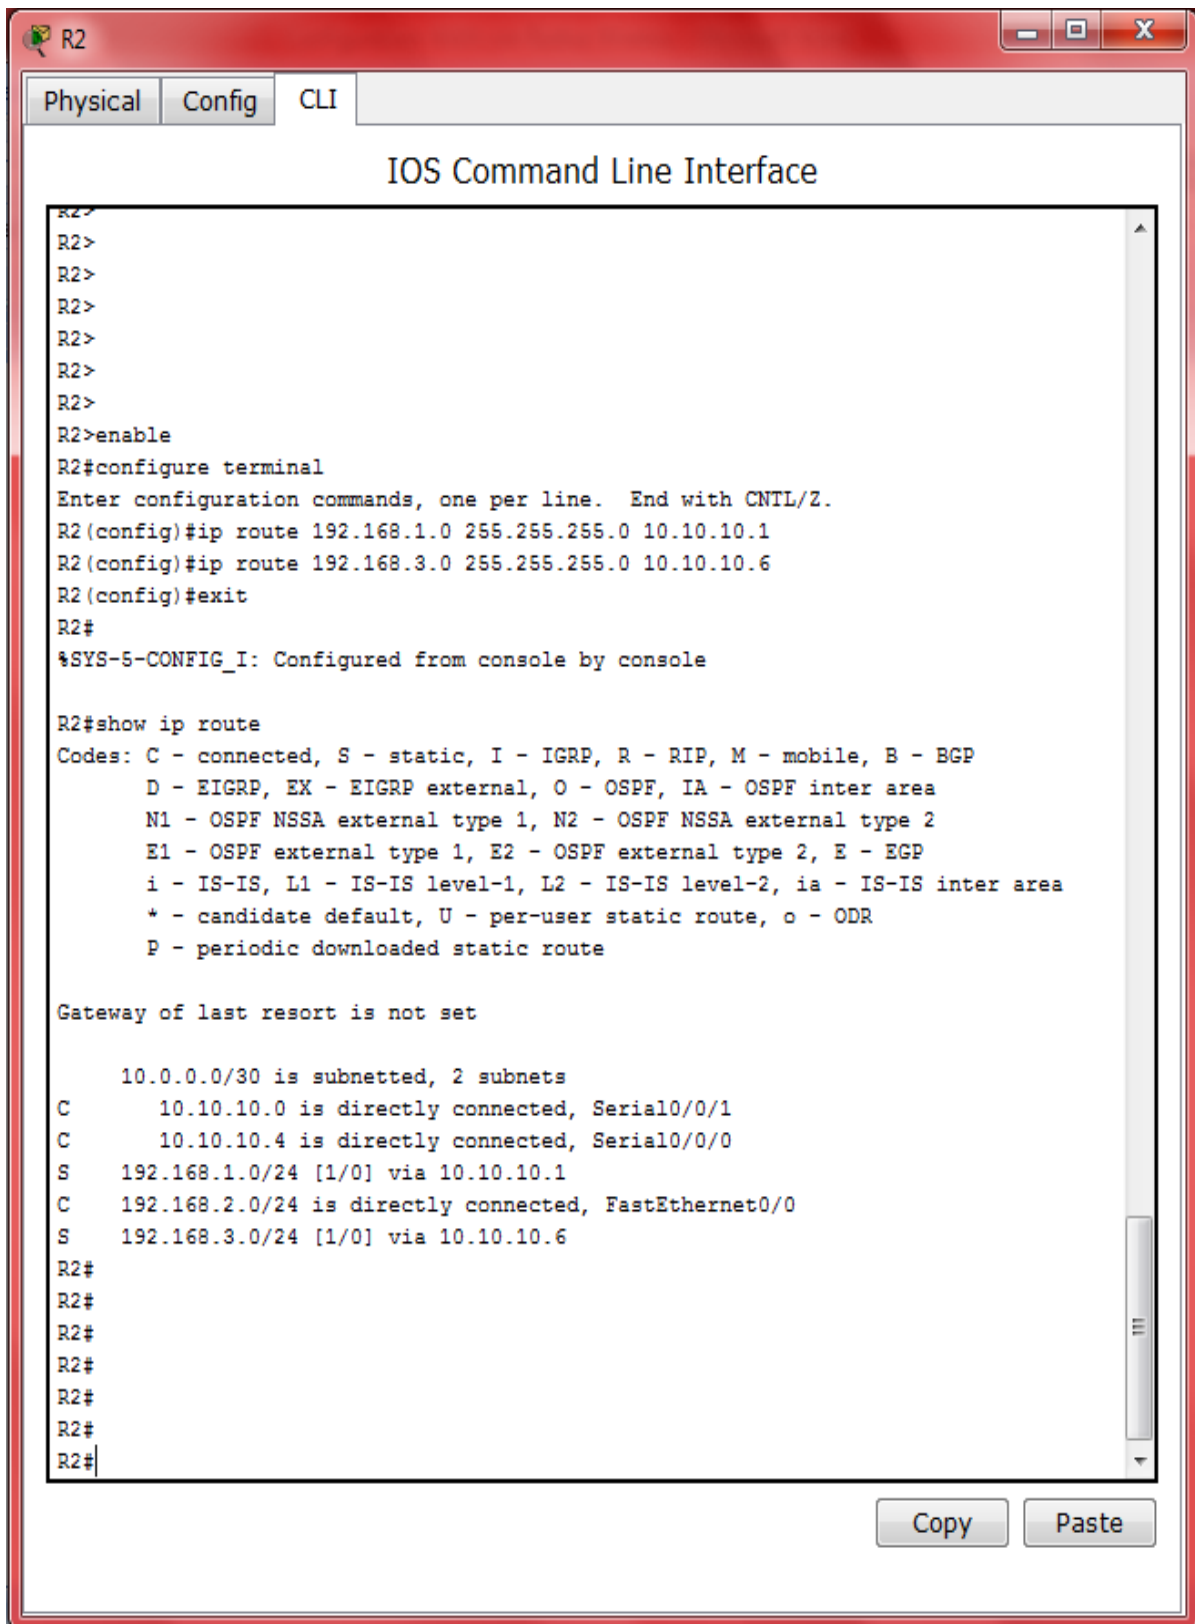 R2
Physical Config CLI
IOS Command Line Interface
R2>
R2>
R2>
R2>
R2>
R2>
R2>
R2>enable
R2#configure terminal
Enter configuration commands, one per line.  End with CNTL/Z.
R2(config)#ip route 192.168.1.0 255.255.255.0 10.10.10.1
R2(config)#ip route 192.168.3.0 255.255.255.0 10.10.10.6
R2(config)#exit
R2#
%SYS-5-CONFIG_I: Configured from console by console
R2#show ip route
Codes: C - connected, S - static, I - IGRP, R - RIP, M - mobile, B - BGP
D - EIGRP, EX - EIGRP external, O - OSPF, IA - OSPF inter area
N1 - OSPF NSSA external type 1, N2 - OSPF NSSA external type 2
E1 - OSPF external type 1, E2 - OSPF external type 2, E - EGP
i - IS-IS, L1 - IS-IS level-1, L2 - IS-IS level-2, ia - IS-IS inter area
* - candidate default, U - per-user static route, o - ODR
P - periodic downloaded static route
Gateway of last resort is not set
10.0.0.0/30 is subnetted, 2 subnets
C 10.10.10.0 is directly connected, Serial0/0/1
C 10.10.10.4 is directly connected, Serial0/0/0
S 192.168.1.0/24 [1/0] via 10.10.10.1
C 192.168.2.0/24 is directly connected, FastEthernet0/0
S 192.168.3.0/24 [1/0] via 10.10.10.6
R2#
R2#
R2#
R2#
R2#
R2#
R2#
Copy Paste